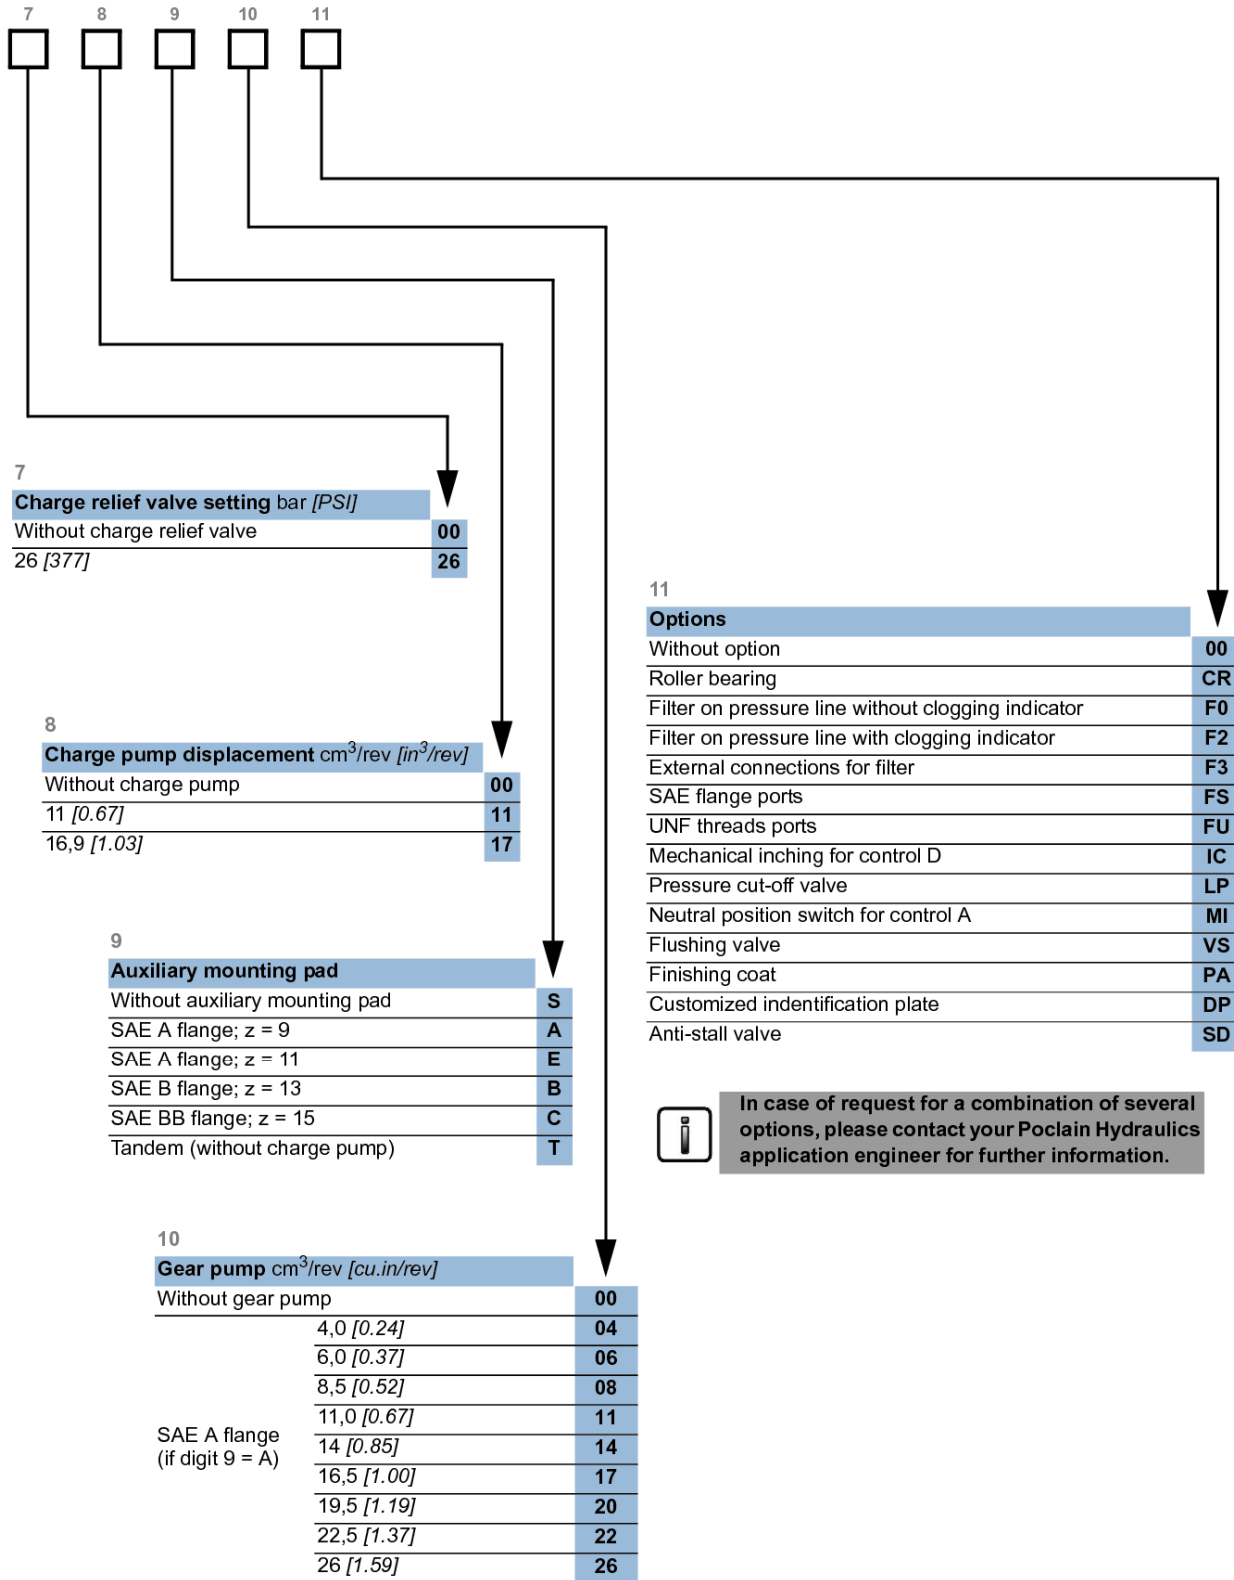 7 8 9 10 11
7
Charge relief valve setting bar [PSI]
Without charge relief valve 00
26 [377] 26
8
Charge pump displacement cm³/rev [in³/rev]
Without charge pump 00
11 [0.67] 11
16,9 [1.03] 17
9
Auxiliary mounting pad
Without auxiliary mounting pad S
SAE A flange; z = 9 A
SAE A flange; z = 11 E
SAE B flange; z = 13 B
SAE BB flange; z = 15 C
Tandem (without charge pump) T
10
Gear pump cm³/rev [cu.in/rev]
Without gear pump 00
SAE A flange
(if digit 9 = A)
4,0 [0.24] 04
6,0 [0.37] 06
8,5 [0.52] 08
11,0 [0.67] 11
14 [0.85] 14
16,5 [1.00] 17
19,5 [1.19] 20
22,5 [1.37] 22
26 [1.59] 26
11
Options
Without option 00
Roller bearing CR
Filter on pressure line without clogging indicator F0
Filter on pressure line with clogging indicator F2
External connections for filter F3
SAE flange ports FS
UNF threads ports FU
Mechanical inching for control D IC
Pressure cut-off valve LP
Neutral position switch for control A MI
Flushing valve VS
Finishing coat PA
Customized indentification plate DP
Anti-stall valve SD
i
In case of request for a combination of several
options, please contact your Poclain Hydraulics
application engineer for further information.